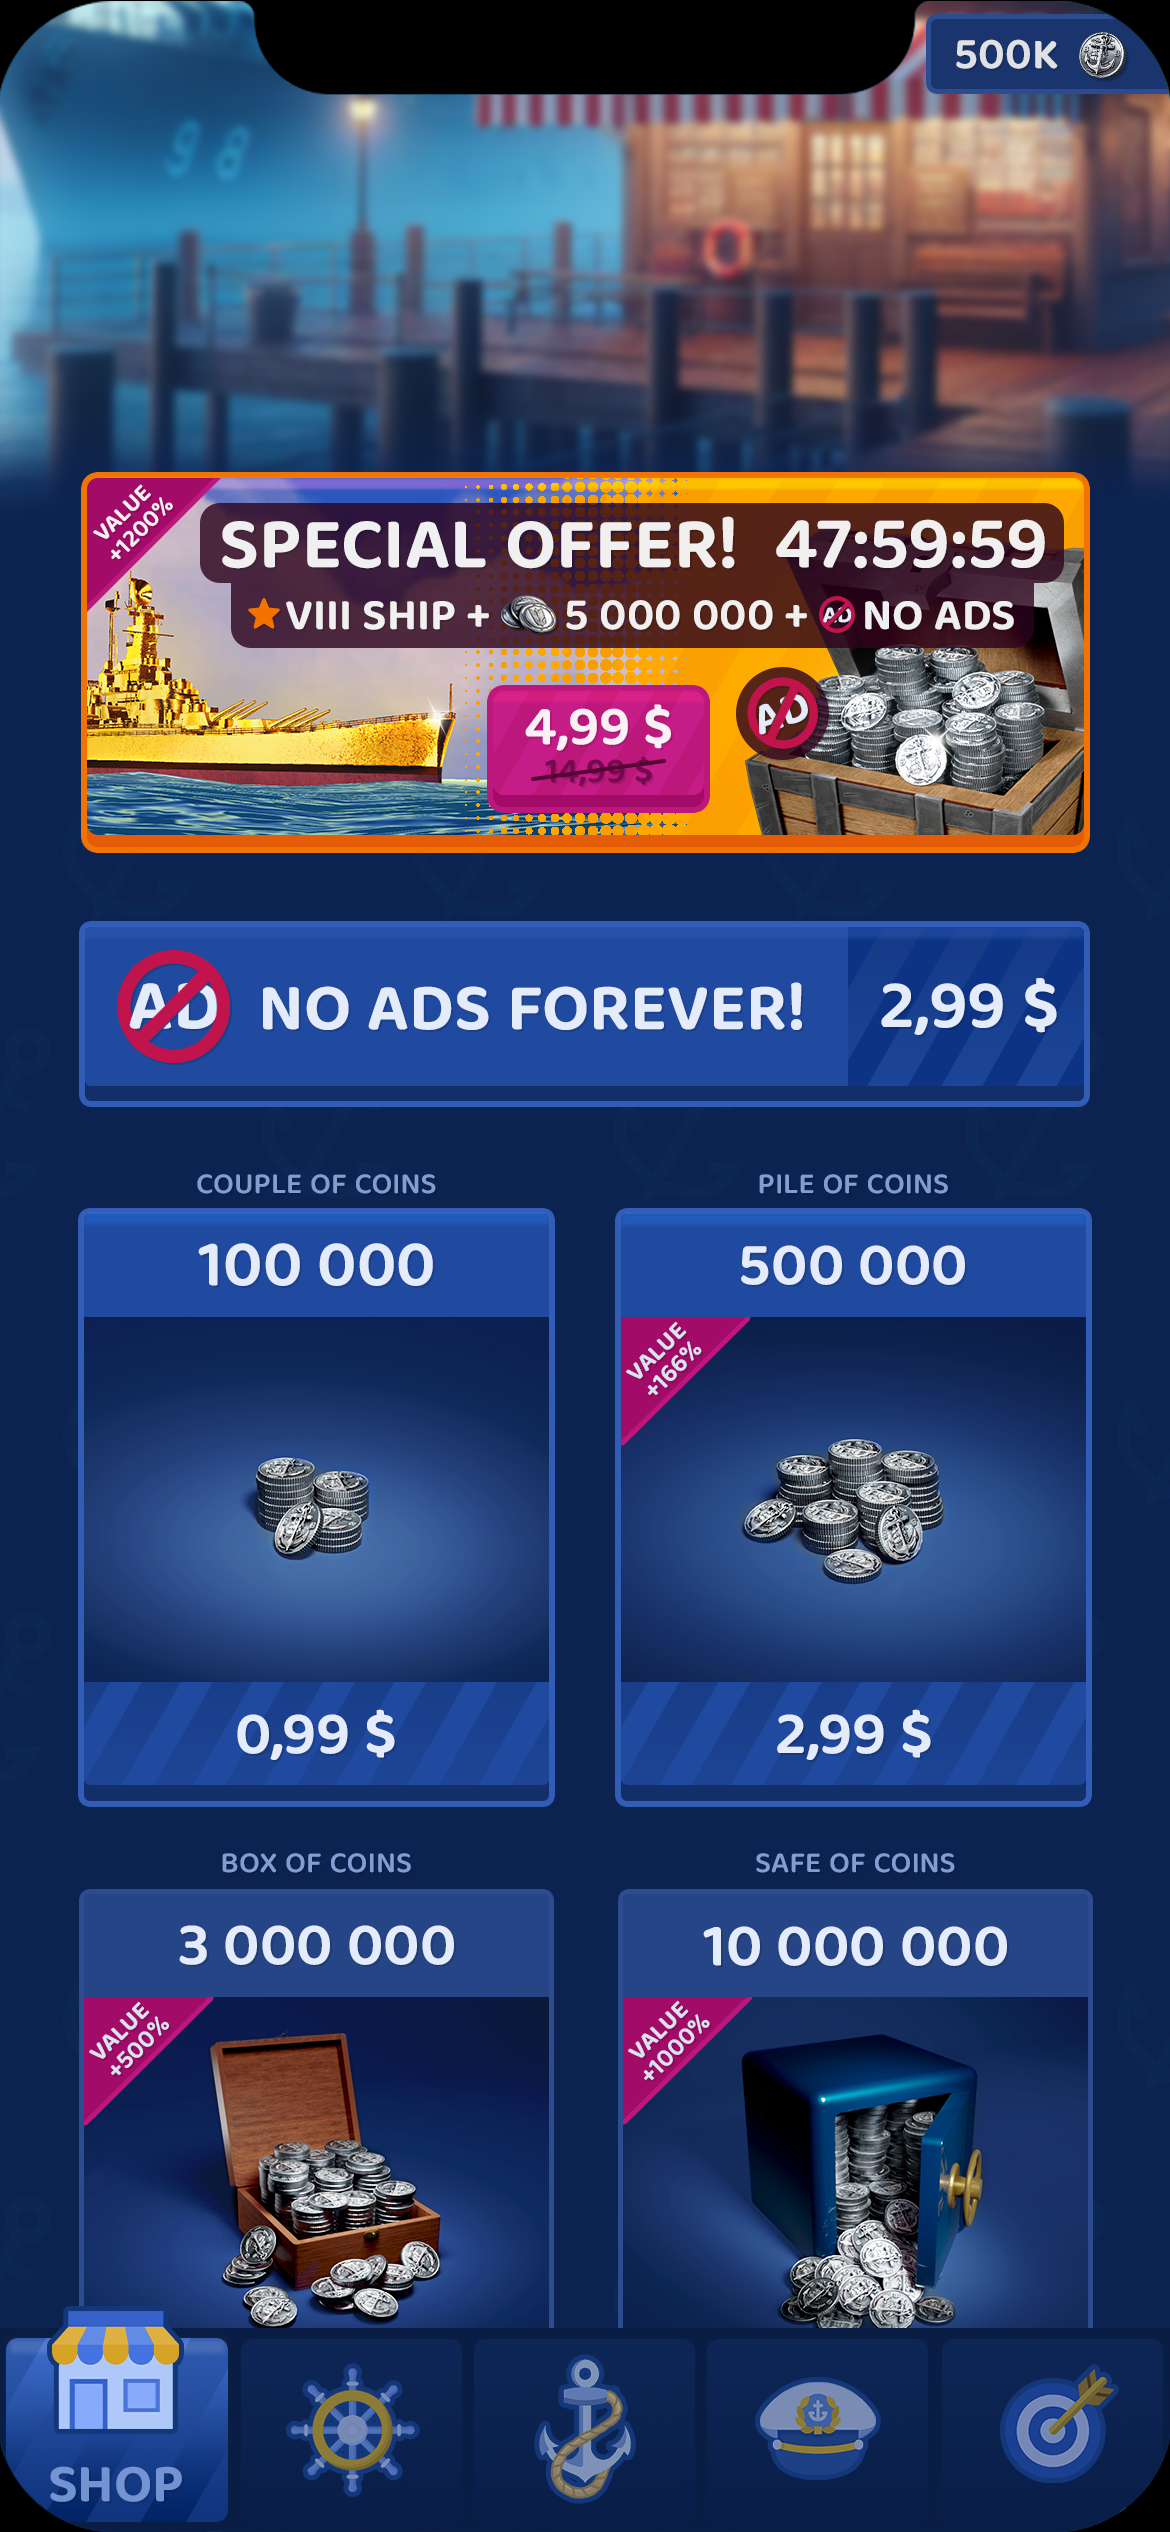 500K
98
VALUE
+1200%
SPECIAL OFFER! 47:59:59
VIII SHIP + 5 000 000 + AD NO ADS
4,99 $
14,99 $
AD
AD NO ADS FOREVER! 2,99 $
COUPLE OF COINS
100 000
0,99 $
PILE OF COINS
500 000
VALUE
+166%
2,99 $
BOX OF COINS
3 000 000
VALUE
+500%
SAFE OF COINS
10 000 000
VALUE
+1000%
SHOP